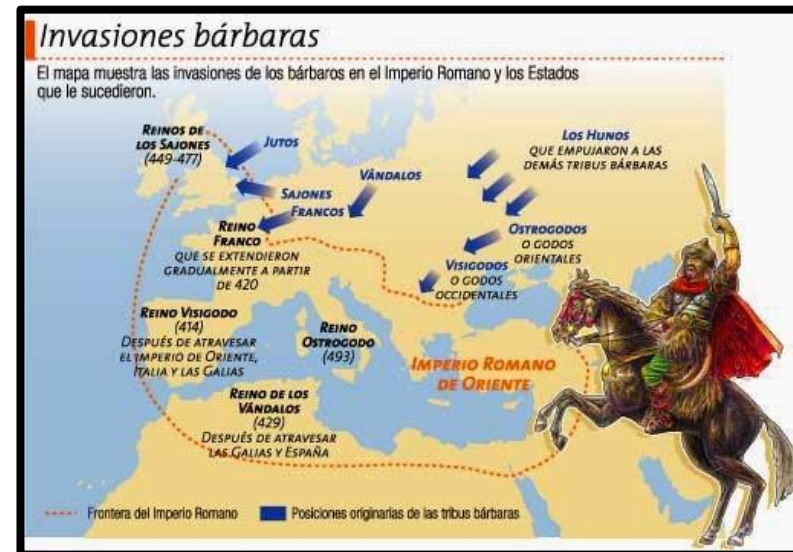 Invasiones bárbaras
El mapa muestra las invasiones de los bárbaros en el Imperio Romano y los Estados
que le sucedieron.
REINOS DE
LOS SAJONES
(449-477)
JUTOS
LOS HUNOS
QUE EMPUJARON A LAS
DEMÁS TRIBUS BÁRBARAS
VÁNDALOS
SAJONES
FRANCOS
REINO
FRANCO
QUE SE EXTENDIERON
GRADUALMENTE A PARTIR
DE 420
OSTROGODOS
O GODOS
ORIENTALES
VISIGODOS
O GODOS
OCCIDENTALES
REINO VISIGODO
(414)
DESPUÉS DE ATRAVESAR
EL IMPERIO DE ORIENTE,
ITALIA Y LAS GALIAS
REINO
OSTROGODO
(493)
IMPERIO ROMANO
DE ORIENTE
REINO DE LOS
VÁNDALOS
(429)
DESPUÉS DE ATRAVESAR
LAS GALIAS Y ESPAÑA
Frontera del Imperio Romano
Posiciones originarias de las tribus bárbaras